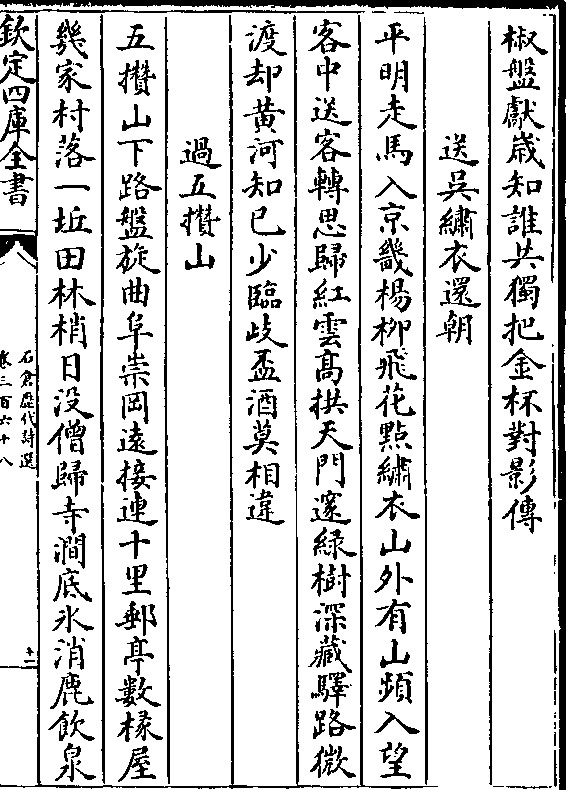 椒盤獻歲知誰共獨把金杯對影傳
送吳繡衣還朝
平明走馬入京畿楊柳飛花點繡衣山外有山頻入望
客中送客轉思歸紅雲高拱天門邃綠樹深藏驛路微
渡却黄河知已少臨歧盃酒莫相違
過五攢山
五攢山下路盤旋曲阜崇岡遠接連十里郵亭數椽屋
幾家村落一坵田林梢日没僧歸寺澗底氷消鹿飲泉
欽定四庫全書
石倉歷代詩選
卷三百六十八
十二